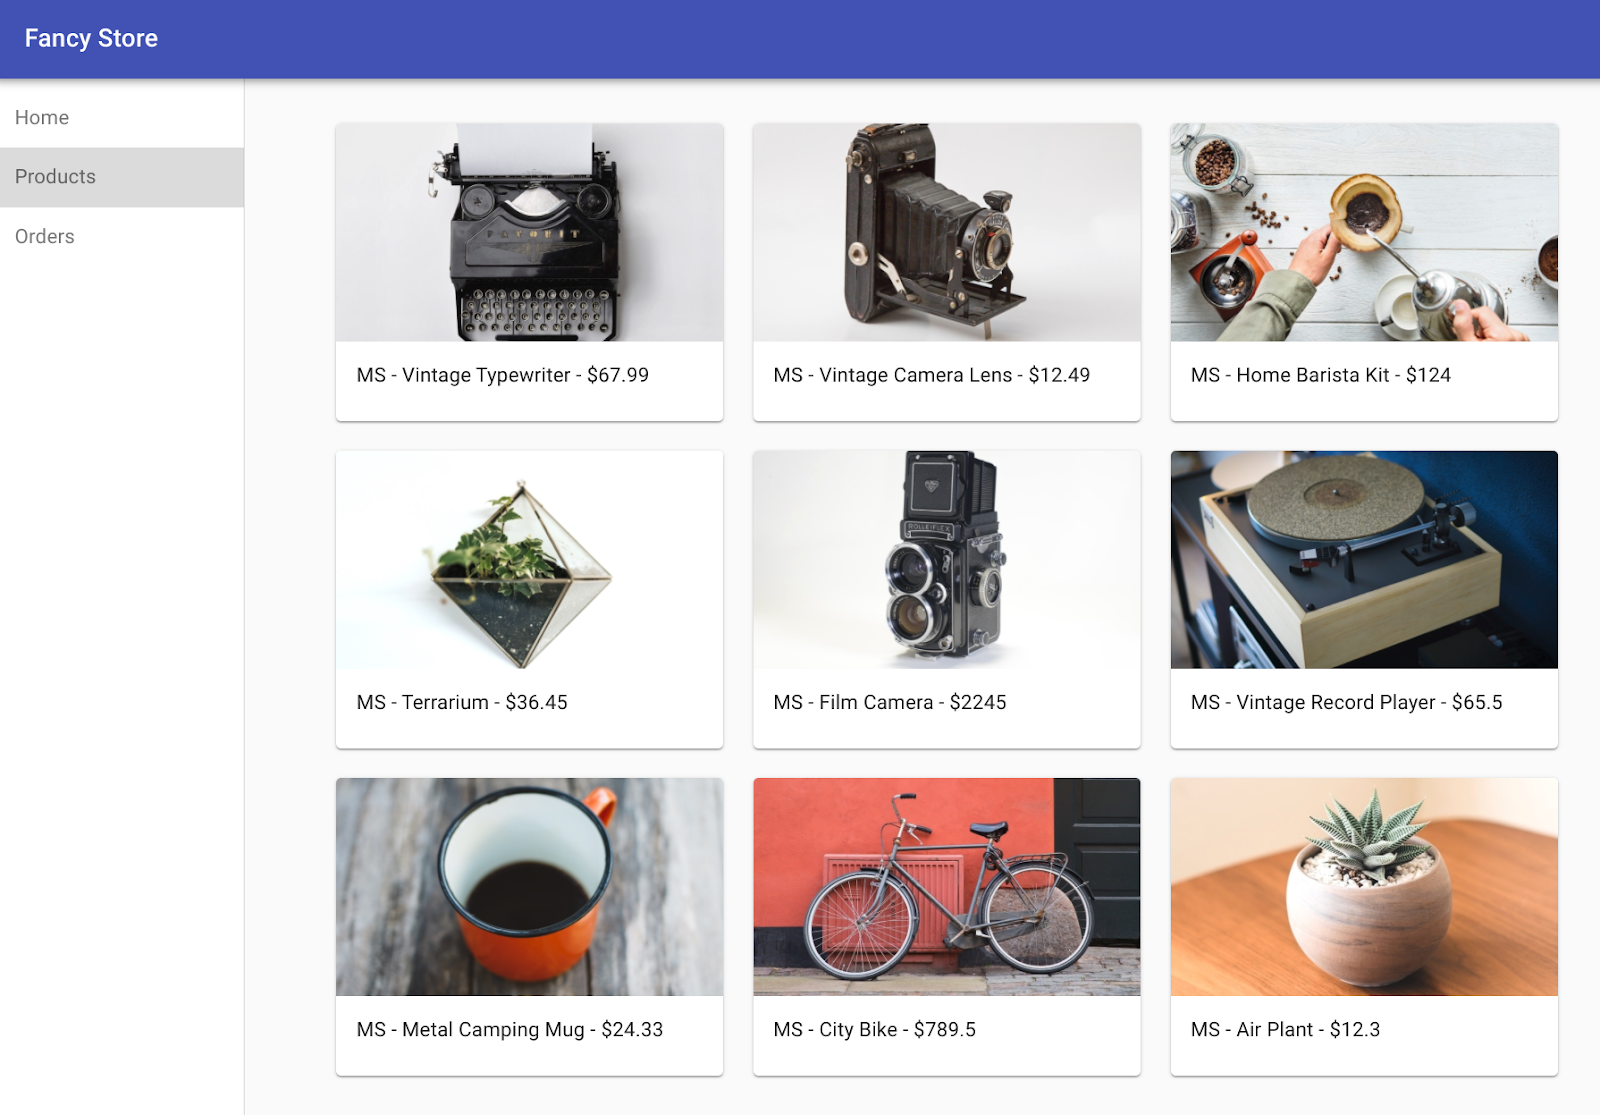 Fancy Store
Home
Products
Orders
MS - Vintage Typewriter - $67.99
MS - Vintage Camera Lens - $12.49
MS - Home Barista Kit - $124
ROLLEIFLEX
MS - Terrarium - $36.45
MS - Film Camera - $2245
MS - Vintage Record Player - $65.5
MS - Metal Camping Mug - $24.33
MS - City Bike - $789.5
MS - Air Plant - $12.3